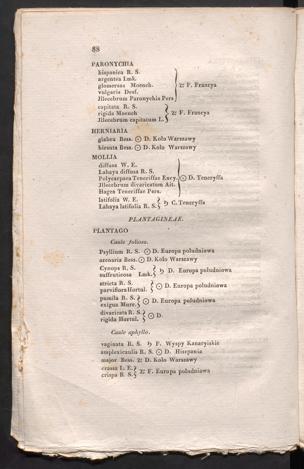 88
PARONYCHIA
hispanica R. S.
argentea Lmk.
glomerosa Moench. ♃ F. Francya
vulgaris Desf.
Illecebrum Paronychia Pers
capitata R. S.
rigida Moench ♃ F. Francya
Illecebrum capitatum L.
HERNIARIA
glabra Bess. ☉ D. Koło Warszawy
hirsuta Bess. ☉ D. Koło Warszawy
MOLLIA
diffusa W. E.
Lahaya diffusa R. S.
Polycarpaea Teneriffae Ency. ☉ D. Teneryffa
Illecebrum divaricatum Ait.
Hagea Teneriffae Pers.
latifolia W. E.
Lahaya latifolia R. S. ♄ C. Teneryffa
PLANTAGINEAE.
PLANTAGO
Caule folioso.
Psyllium R. S. ☉ D. Europa południowa
arenaria Bess. ☉ D. Koło Warszawy
Cynops R. S.
suffruticosa Lmk. ♄ D. Europa południowa
stricta R. S.
parviflora Hortul. ☉ D. Europa południowa
pumila R. S.
exigua Murr. ☉ D. Europa południowa
divaricata R. S.
rigida Hortul. ☉ D.
Caule aphyllo.
vaginata R. S. ♄ F. Wyspy Kanaryiskie
amplexicaulis R. S. ☉ D. Hispania
major Bess. ♃ D. Koło Warszawy
crassa L. E.
crispa R. S. ♃ F. Europa południowa